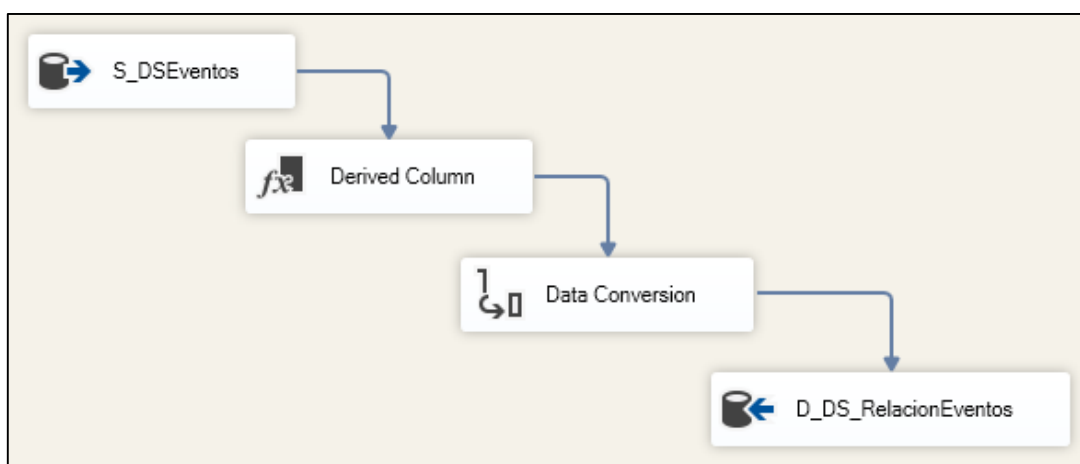 S_DSEventos
Derived Column
Data Conversion
D_DS_RelacionEventos